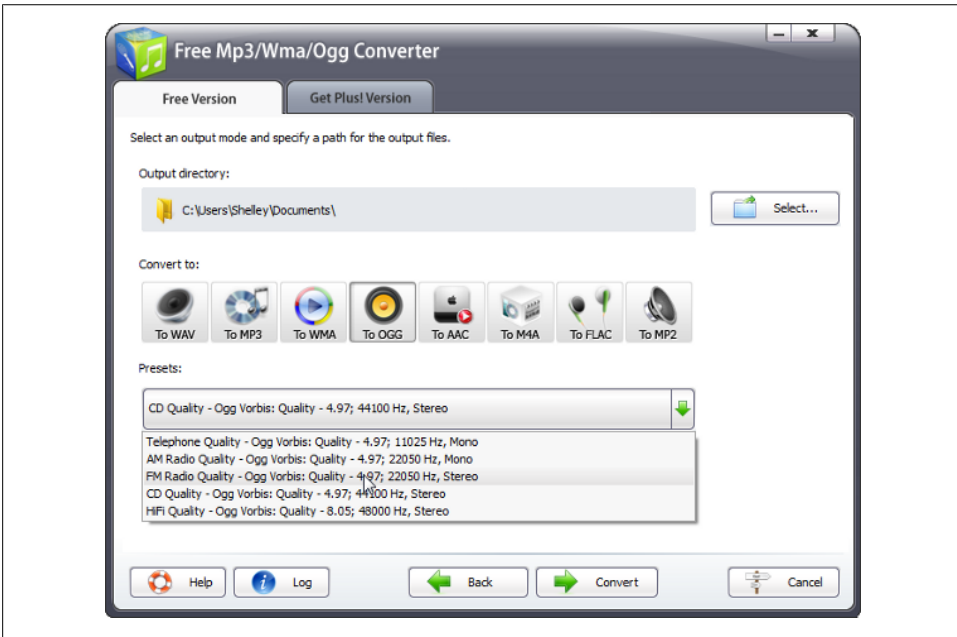 Free Mp3/Wma/Ogg Converter
Free Version
Get Plus! Version
Select an output mode and specify a path for the output files.
Output directory:
C:\Users\Shelley\Documents\
Select...
Convert to:
To WAV
To MP3
To WMA
To OGG
To AAC
To M4A
To FLAC
To MP2
Presets:
CD Quality - Ogg Vorbis: Quality - 4.97; 44100 Hz, Stereo
Telephone Quality - Ogg Vorbis: Quality - 4.97; 11025 Hz, Mono
AM Radio Quality - Ogg Vorbis: Quality - 4.97; 22050 Hz, Mono
FM Radio Quality - Ogg Vorbis: Quality - 4.97; 22050 Hz, Stereo
CD Quality - Ogg Vorbis: Quality - 4.97; 44100 Hz, Stereo
HiFi Quality - Ogg Vorbis: Quality - 8.05; 48000 Hz, Stereo
Help
Log
Back
Convert
Cancel